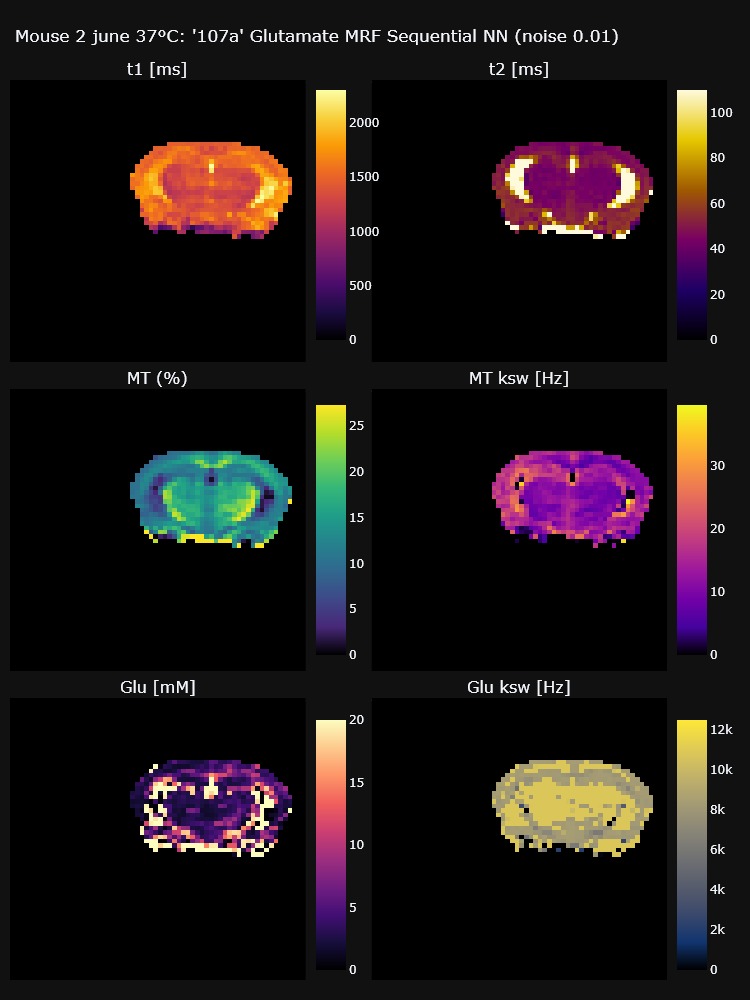 Mouse 2 june 37ºC: '107a' Glutamate MRF Sequential NN (noise 0.01)
t1 [ms]
t2 [ms]
2000
1500
1000
500
0
100
80
60
40
20
0
MT (%)
MT ksw [Hz]
25
20
15
10
5
0
30
20
10
0
Glu [mM]
Glu ksw [Hz]
20
15
10
5
0
12k
10k
8k
6k
4k
2k
0